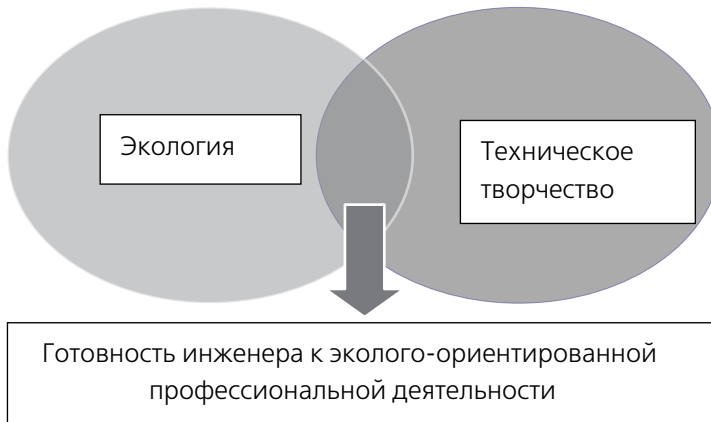 Экология
Техническое
творчество
Готовность инженера к эколого-ориентированной
профессиональной деятельности